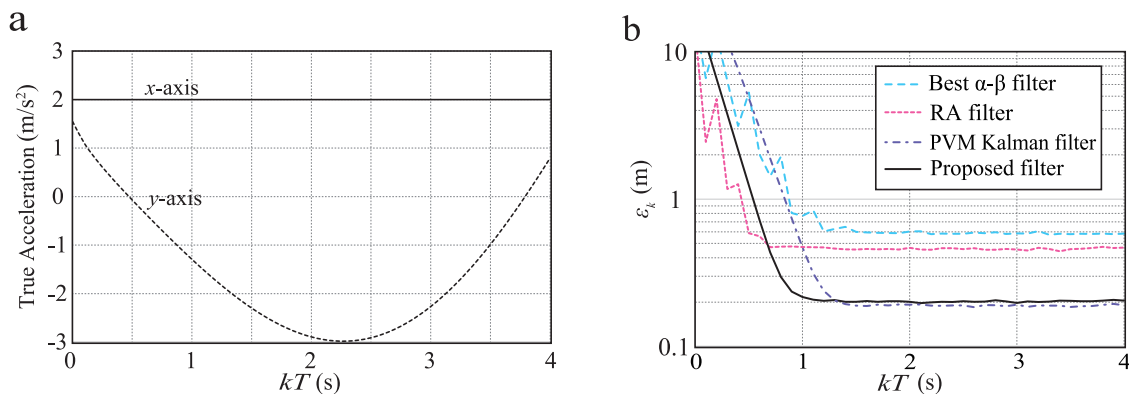 a
True Acceleration (m/s²)
3
2
1
0
-1
-2
-3
x-axis
y-axis
0
1
2
3
4
kT (s)
b
εk (m)
10
1
0.1
Best α-β filter
RA filter
PVM Kalman filter
Proposed filter
0
1
2
3
4
kT (s)